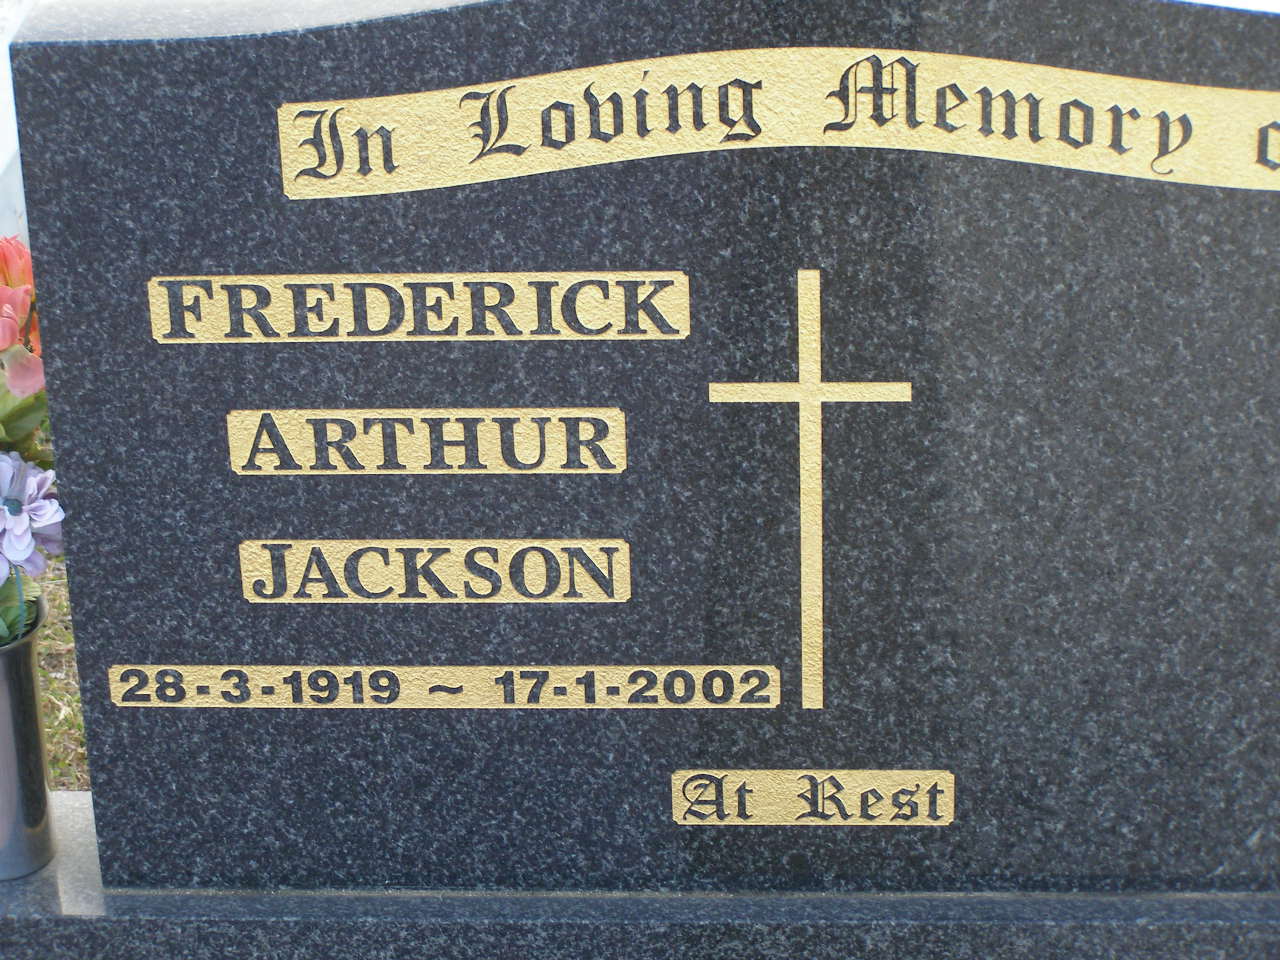 In Loving Memory
FREDERICK
ARTHUR
JACKSON
28-3-1919 ~ 17-1-2002
At Rest